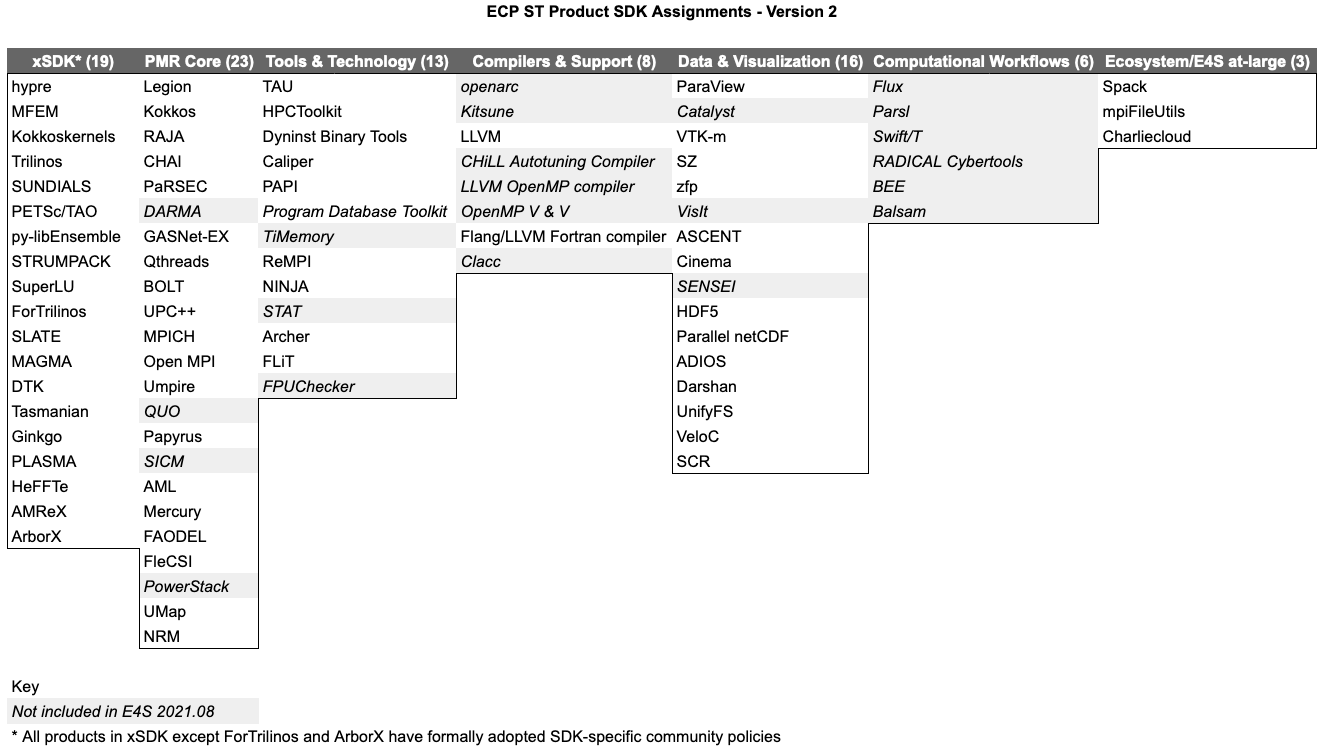 ECP ST Product SDK Assignments - Version 2
xSDK* (19) PMR Core (23) Tools & Technology (13) Compilers & Support (8) Data & Visualization (16) Computational Workflows (6) Ecosystem/E4S at-large (3)
hypre Legion TAU openarc ParaView Flux Spack
MFEM Kokkos HPCToolkit Kitsune Catalyst Parsl mpiFileUtils
Kokkoskernels RAJA Dyninst Binary Tools LLVM VTK-m Swift/T Charliecloud
Trilinos CHAI Caliper CHiLL Autotuning Compiler SZ RADICAL Cybertools
SUNDIALS PaRSEC PAPI LLVM OpenMP compiler zfp BEE
PETSc/TAO DARMA Program Database Toolkit OpenMP V & V VisIt Balsam
py-libEnsemble GASNet-EX TiMemory Flang/LLVM Fortran compiler ASCENT
STRUMPACK Qthreads ReMPI Clacc Cinema
SuperLU BOLT NINJA SENSEI
ForTrilinos UPC++ STAT HDF5
SLATE MPICH Archer Parallel netCDF
MAGMA Open MPI FLiT ADIOS
DTK Umpire FPUChecker Darshan
Tasmanian QUO UnifyFS
Ginkgo Papyrus VeloC
PLASMA SICM SCR
HeFFTe AML
AMReX Mercury
ArborX FAODEL
FleCSI
PowerStack
UMap
NRM
Key
Not included in E4S 2021.08
* All products in xSDK except ForTrilinos and ArborX have formally adopted SDK-specific community policies